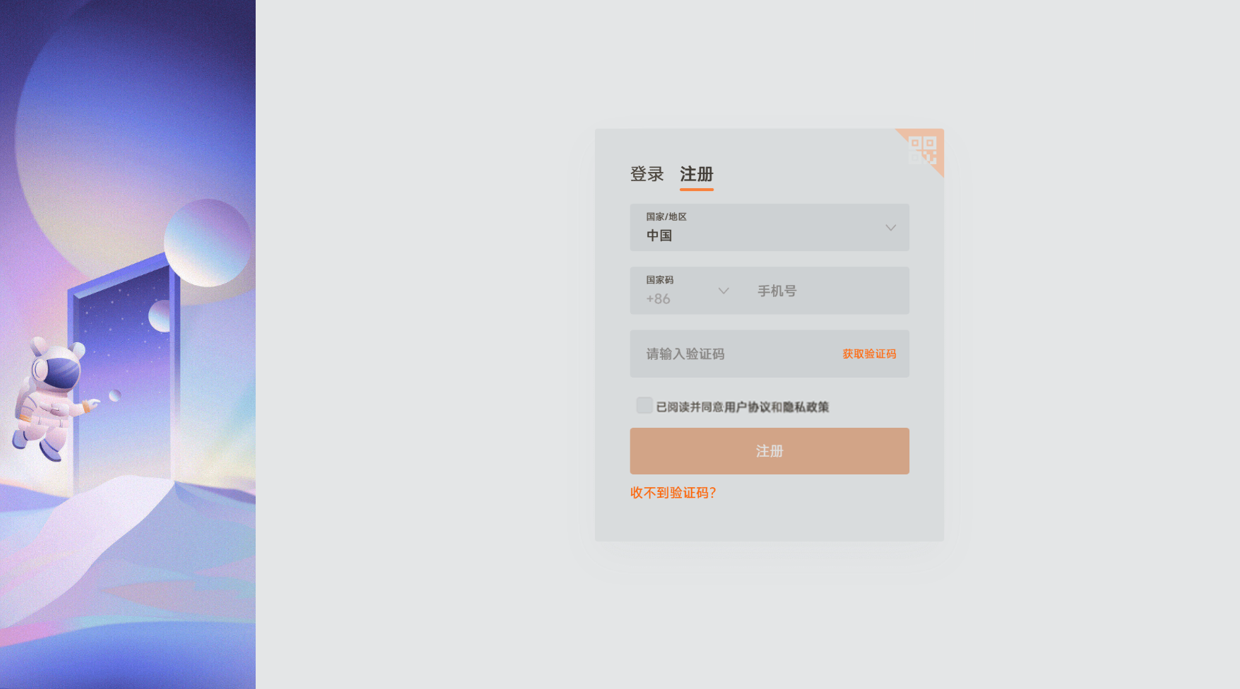 登录 注册
国家/地区
中国
国家码
+86 手机号
请输入验证码 获取验证码
已阅读并同意用户协议和隐私政策
注册
收不到验证码?